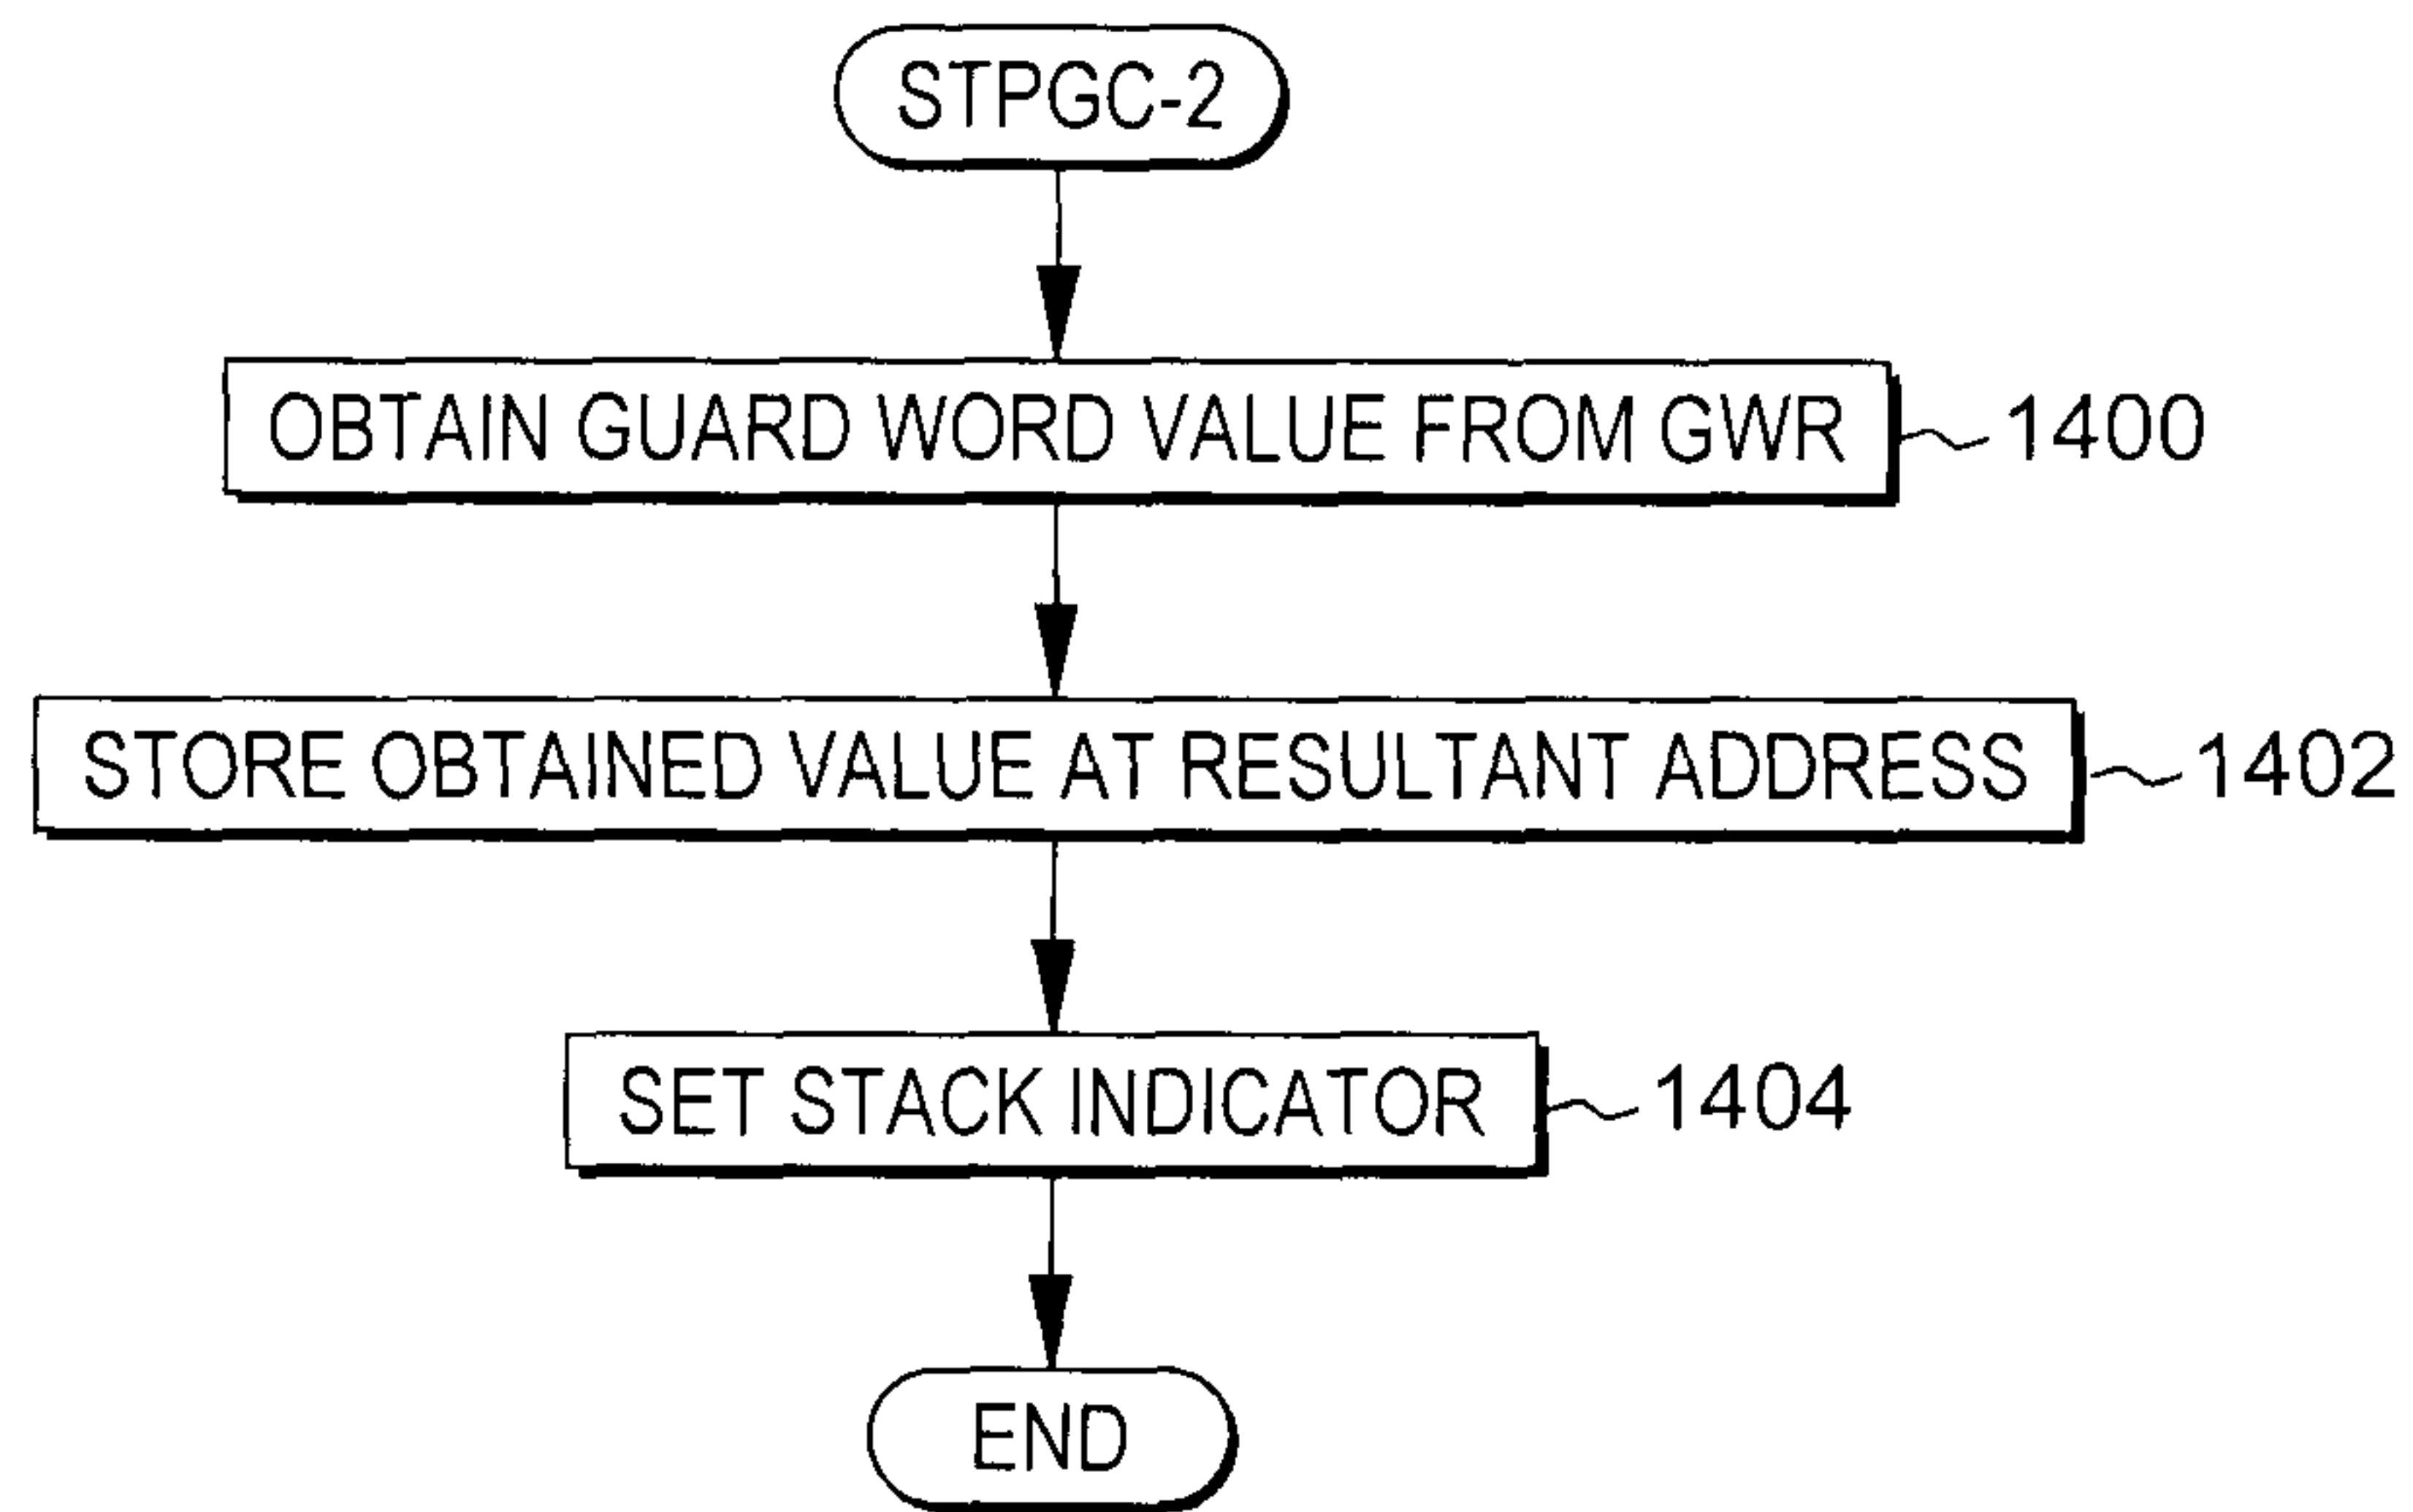 STPGC-2
OBTAIN GUARD WORD VALUE FROM GWR 1400
STORE OBTAINED VALUE AT RESULTANT ADDRESS 1402
SET STACK INDICATOR 1404
END